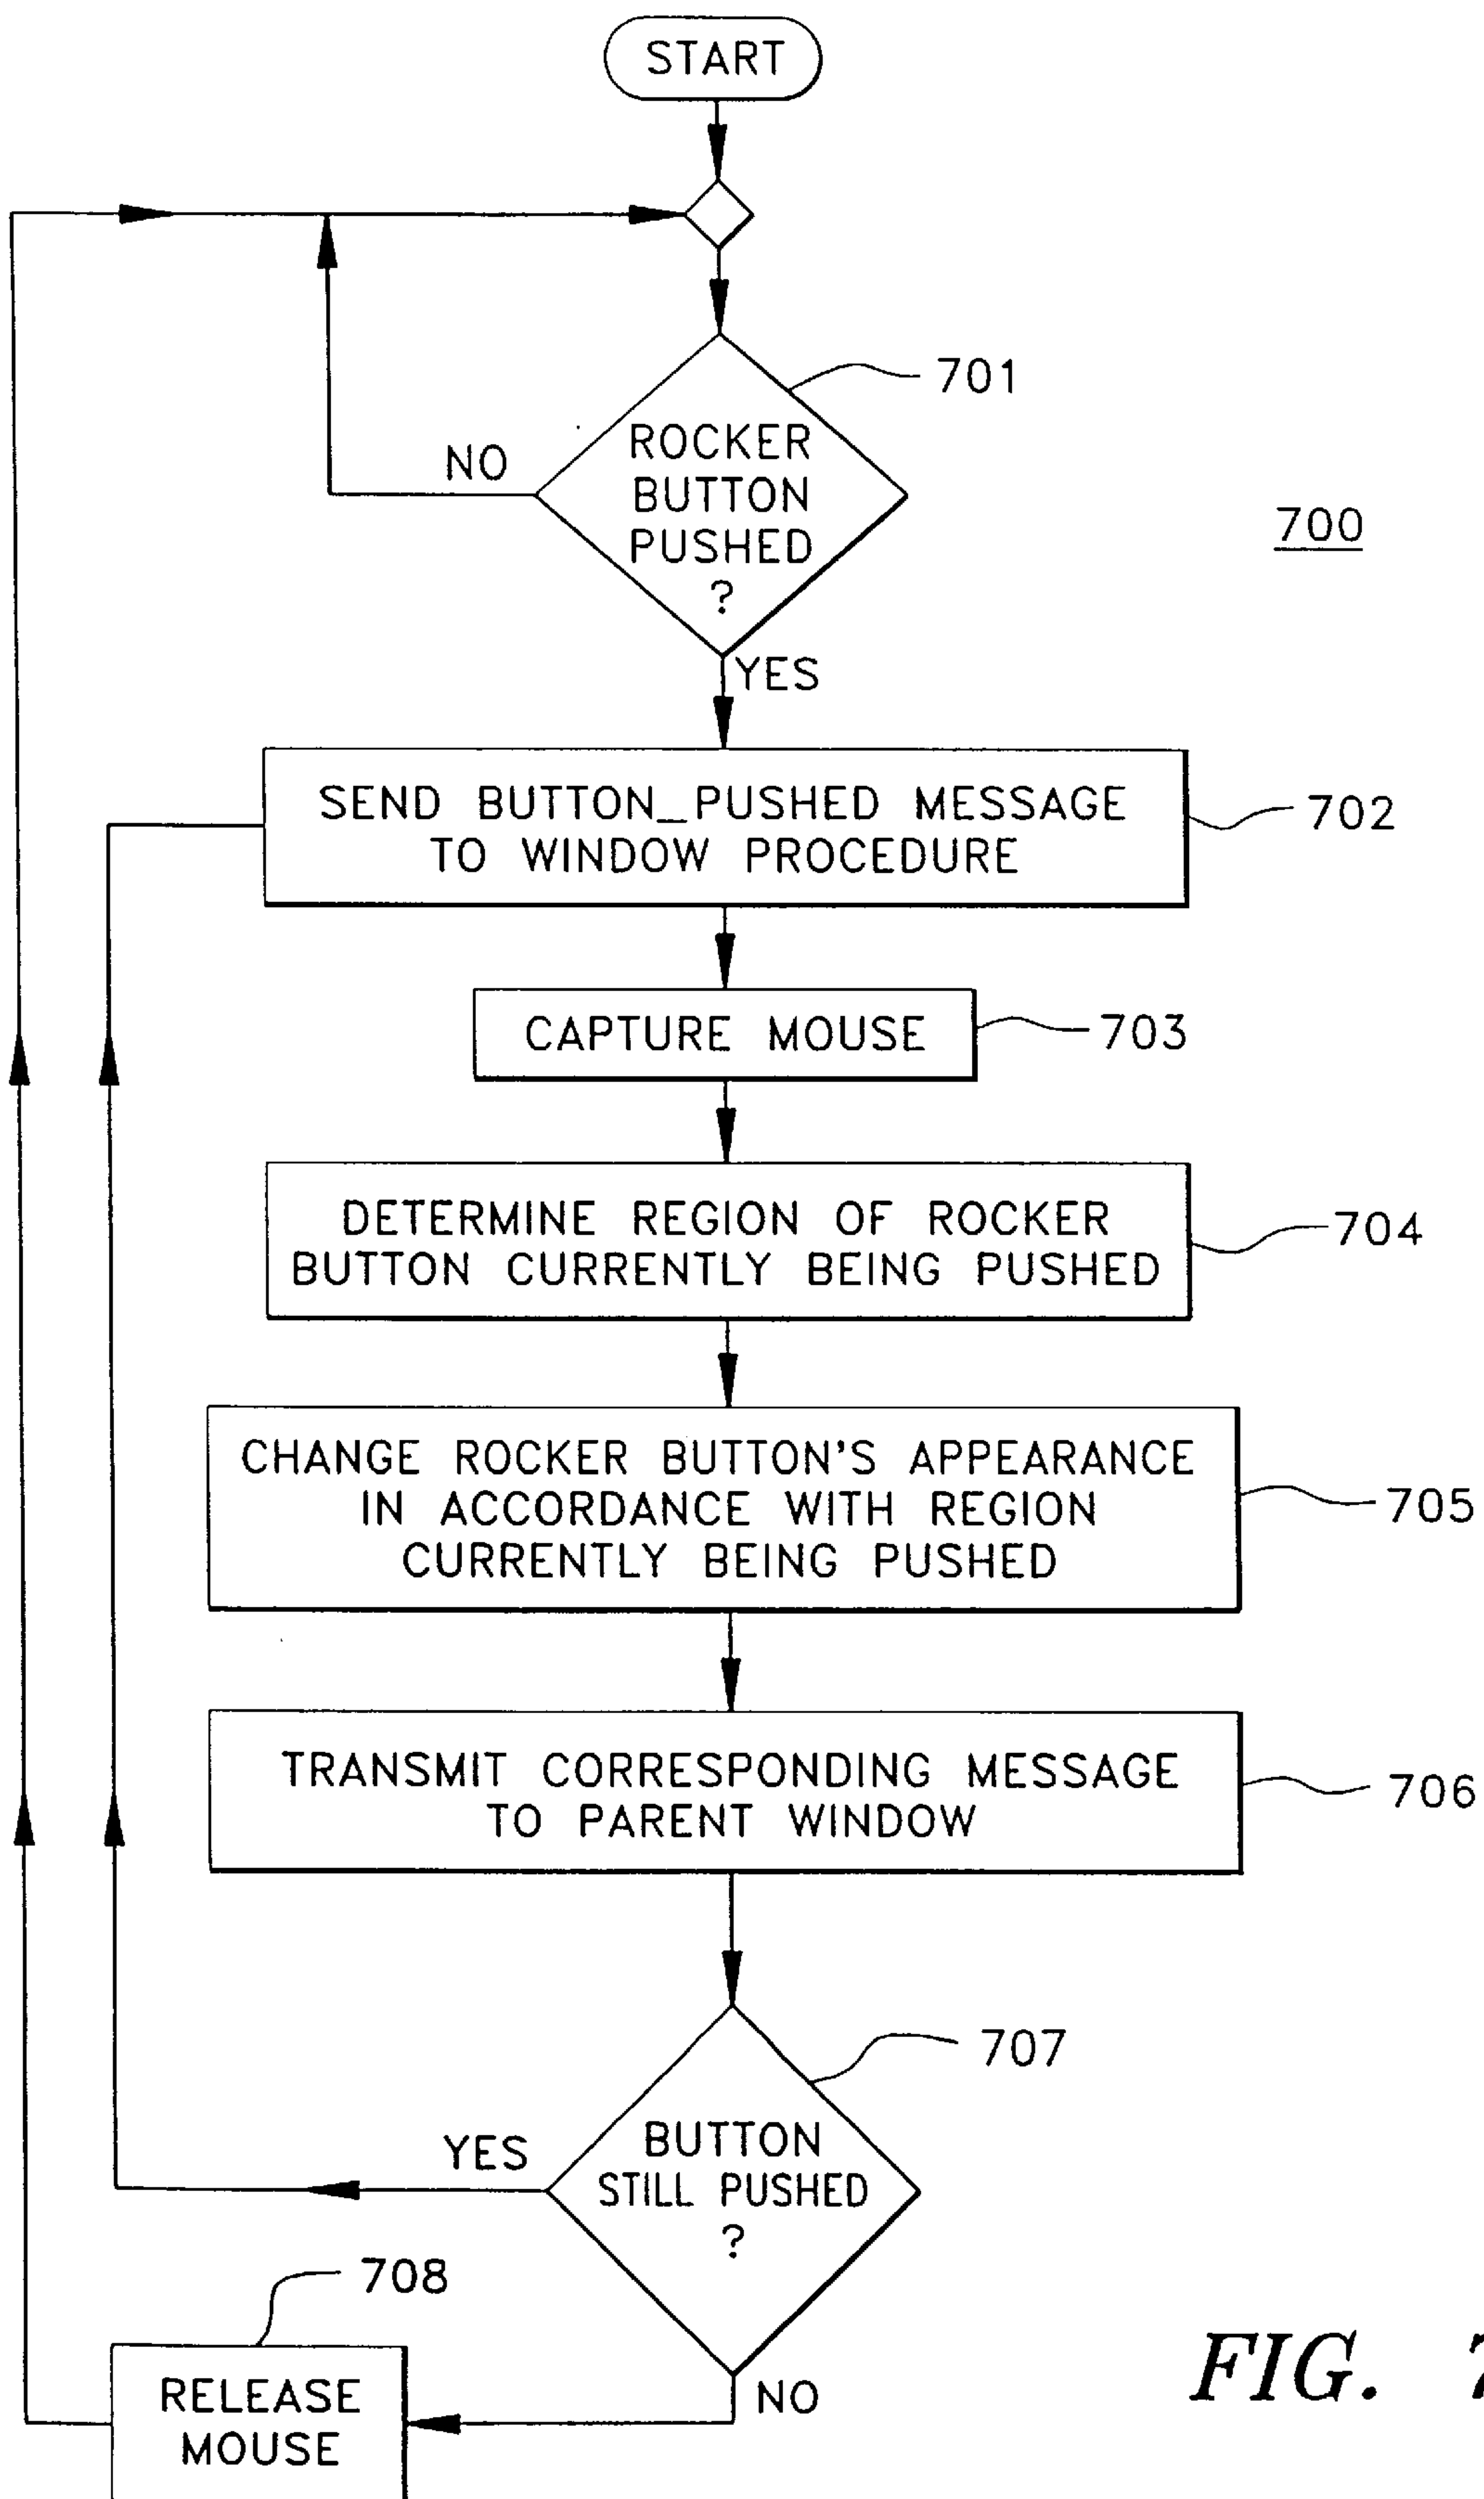 START
701
ROCKER
BUTTON
PUSHED
?
NO
700
YES
SEND BUTTON_PUSHED MESSAGE
TO WINDOW PROCEDURE
702
CAPTURE MOUSE
703
DETERMINE REGION OF ROCKER
BUTTON CURRENTLY BEING PUSHED
704
CHANGE ROCKER BUTTON'S APPEARANCE
IN ACCORDANCE WITH REGION
CURRENTLY BEING PUSHED
705
TRANSMIT CORRESPONDING MESSAGE
TO PARENT WINDOW
706
707
BUTTON
STILL PUSHED
?
YES
708
NO
RELEASE
MOUSE
FIG.